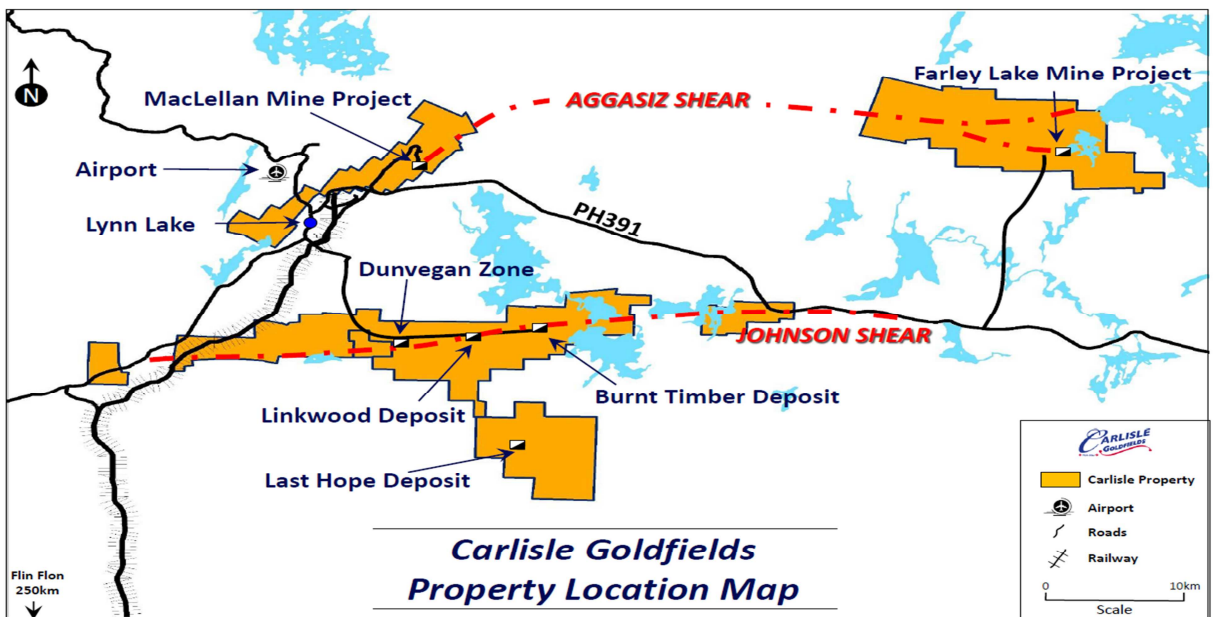 N
MacLellan Mine Project
AGGASIZ SHEAR
Farley Lake Mine Project
Airport
Lynn Lake
PH391
Dunvegan Zone
JOHNSON SHEAR
Linkwood Deposit
Burnt Timber Deposit
Last Hope Deposit
Carlisle Goldfields
Property Location Map
Flin Flon
250km
CARLISLE
GOLDFIELDS
Carlisle Property
Airport
Roads
Railway
0 10km
Scale